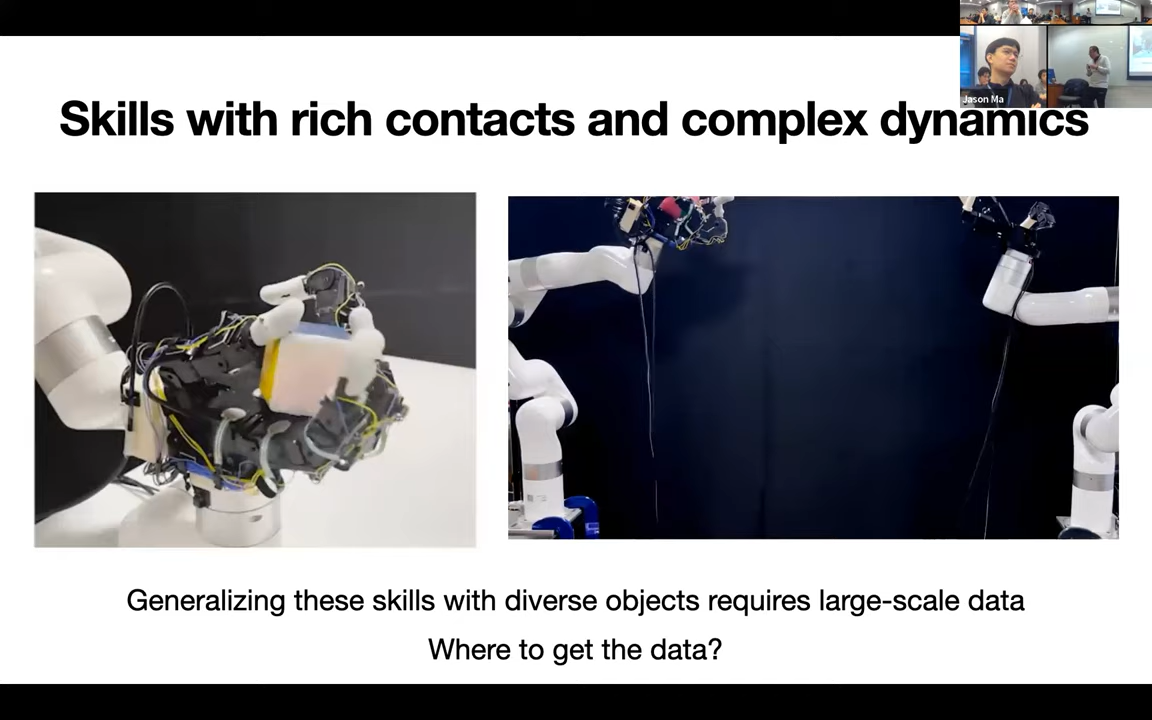 Jason Ma
Skills with rich contacts and complex dynamics
Generalizing these skills with diverse objects requires large-scale data
Where to get the data?